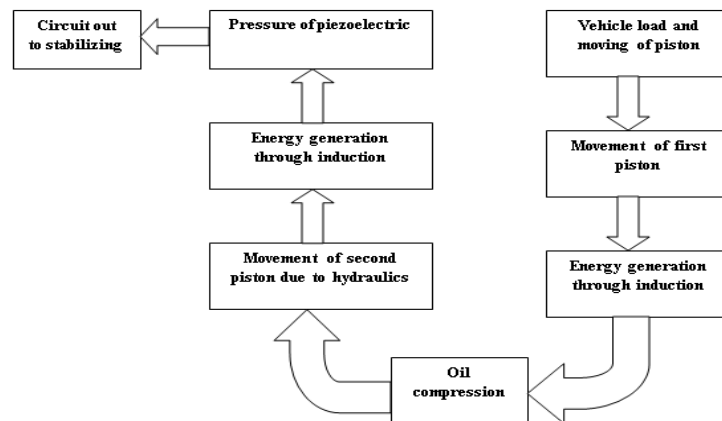 Circuit out
to stabilizing
Pressure of piezoelectric
Vehicle load and
moving of piston
Energy generation
through induction
Movement of first
piston
Movement of second
piston due to hydraulics
Energy generation
through induction
Oil
compression